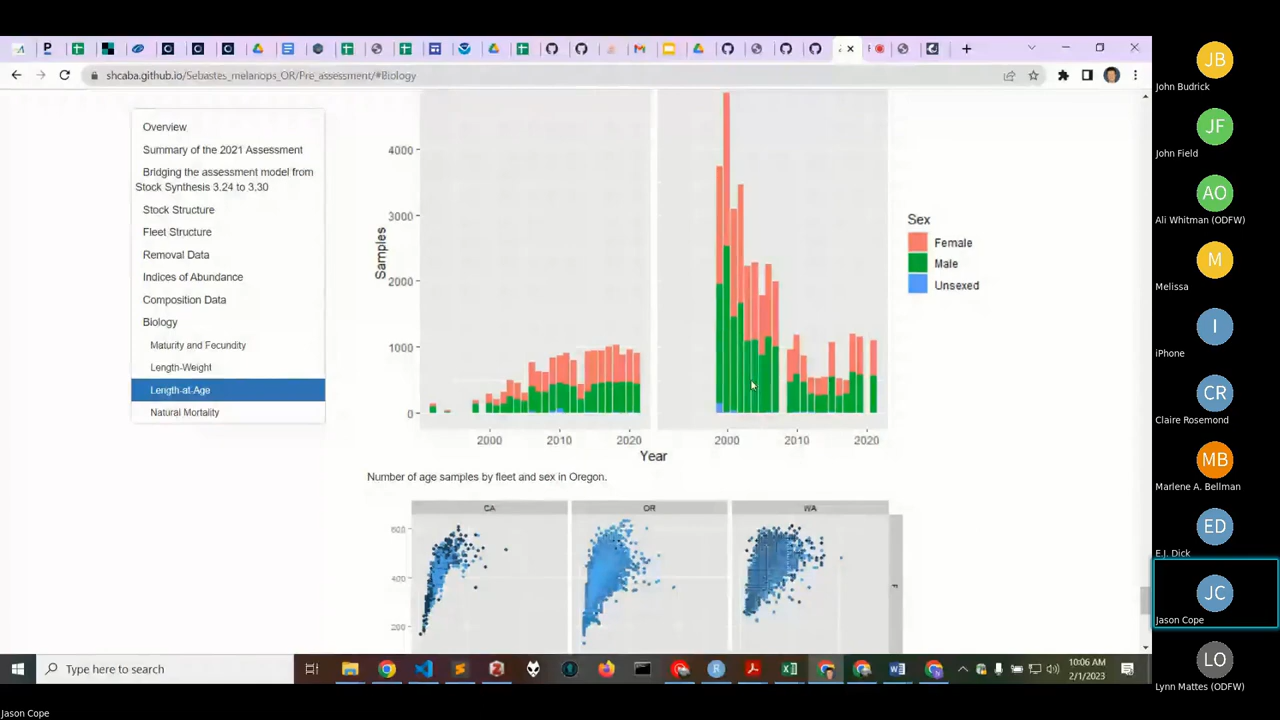 shcaba.github.io/Sebastes_melanops_OR/Pre_assessment/#Biology
Overview
Summary of the 2021 Assessment
Bridging the assessment model from
Stock Synthesis 3.24 to 3.30
Stock Structure
Fleet Structure
Removal Data
Indices of Abundance
Composition Data
Biology
Maturity and Fecundity
Length-Weight
Length-at-Age
Natural Mortality
Samples
4000
3000
2000
1000
0
2000
2010
2020
2000
2010
2020
Year
Sex
Female
Male
Unsexed
Number of age samples by fleet and sex in Oregon.
CA
OR
WA
600
400
200
F
Type here to search
10:06 AM
2/1/2023
JB
John Budrick
JF
John Field
AO
Ali Whitman (ODFW)
M
Melissa
I
iPhone
CR
Claire Rosemond
MB
Marlene A. Bellman
ED
E.J. Dick
JC
Jason Cope
LO
Lynn Mattes (ODFW)
Jason Cope